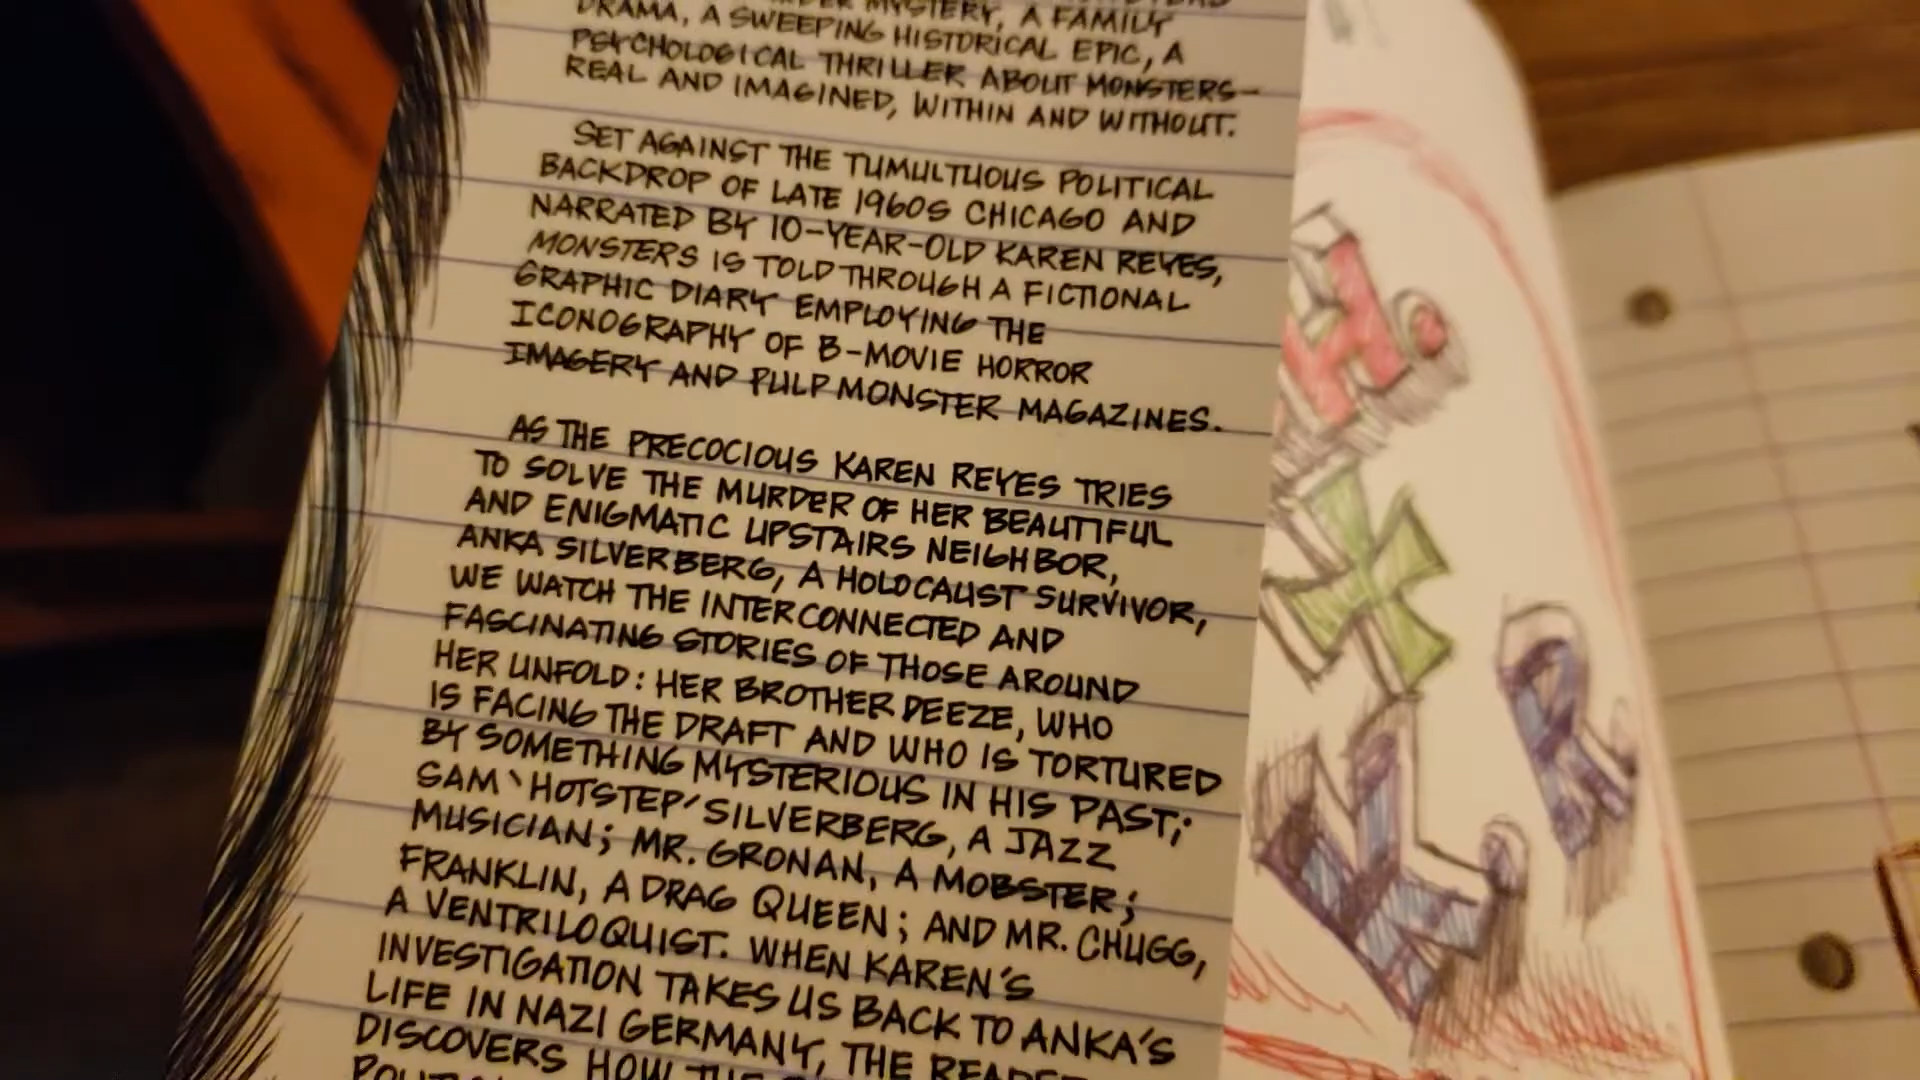 MYSTERY, A FAMILY
DRAMA, A SWEEPING HISTORICAL EPIC, A
PSYCHOLOGICAL THRILLER ABOUT MONSTERS—
REAL AND IMAGINED, WITHIN AND WITHOUT.
SET AGAINST THE TUMULTUOUS POLITICAL
BACKDROP OF LATE 1960S CHICAGO AND
NARRATED BY 10-YEAR-OLD KAREN REYES,
MONSTERS IS TOLD THROUGH A FICTIONAL
GRAPHIC DIARY EMPLOYING THE
ICONOGRAPHY OF B-MOVIE HORROR
IMAGERY AND PULP MONSTER MAGAZINES.
AS THE PRECOCIOUS KAREN REYES TRIES
TO SOLVE THE MURDER OF HER BEAUTIFUL
AND ENIGMATIC UPSTAIRS NEIGHBOR,
ANKA SILVERBERG, A HOLOCAUST SURVIVOR,
WE WATCH THE INTERCONNECTED AND
FASCINATING STORIES OF THOSE AROUND
HER UNFOLD: HER BROTHER DEEZE, WHO
IS FACING THE DRAFT AND WHO IS TORTURED
BY SOMETHING MYSTERIOUS IN HIS PAST;
SAM 'HOTSTEP' SILVERBERG, A JAZZ
MUSICIAN; MR. GRONAN, A MOBSTER;
FRANKLIN, A DRAG QUEEN; AND MR. CHUGG,
A VENTRILOQUIST. WHEN KAREN'S
INVESTIGATION TAKES US BACK TO ANKA'S
LIFE IN NAZI GERMANY, THE
DISCOVERS HOW THE